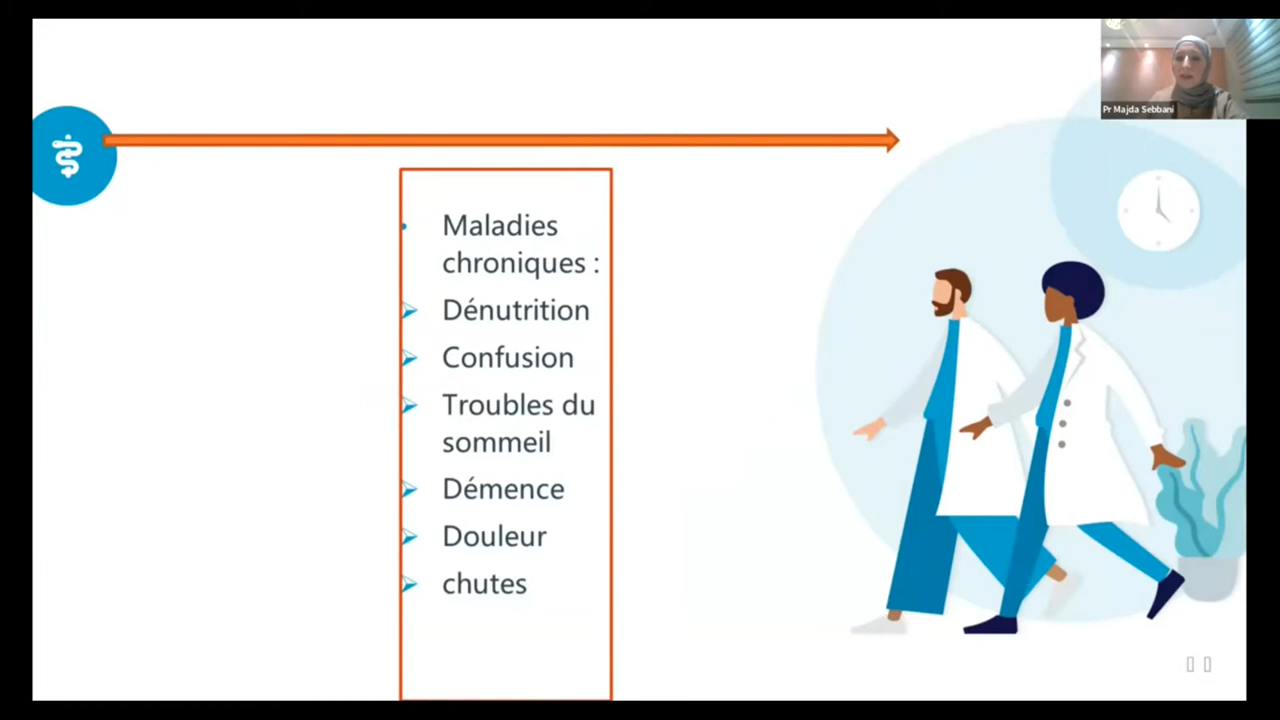 Pr Majda Sebbani
• Maladies
chroniques :
➢ Dénutrition
➢ Confusion
➢ Troubles du
sommeil
➢ Démence
➢ Douleur
➢ chutes